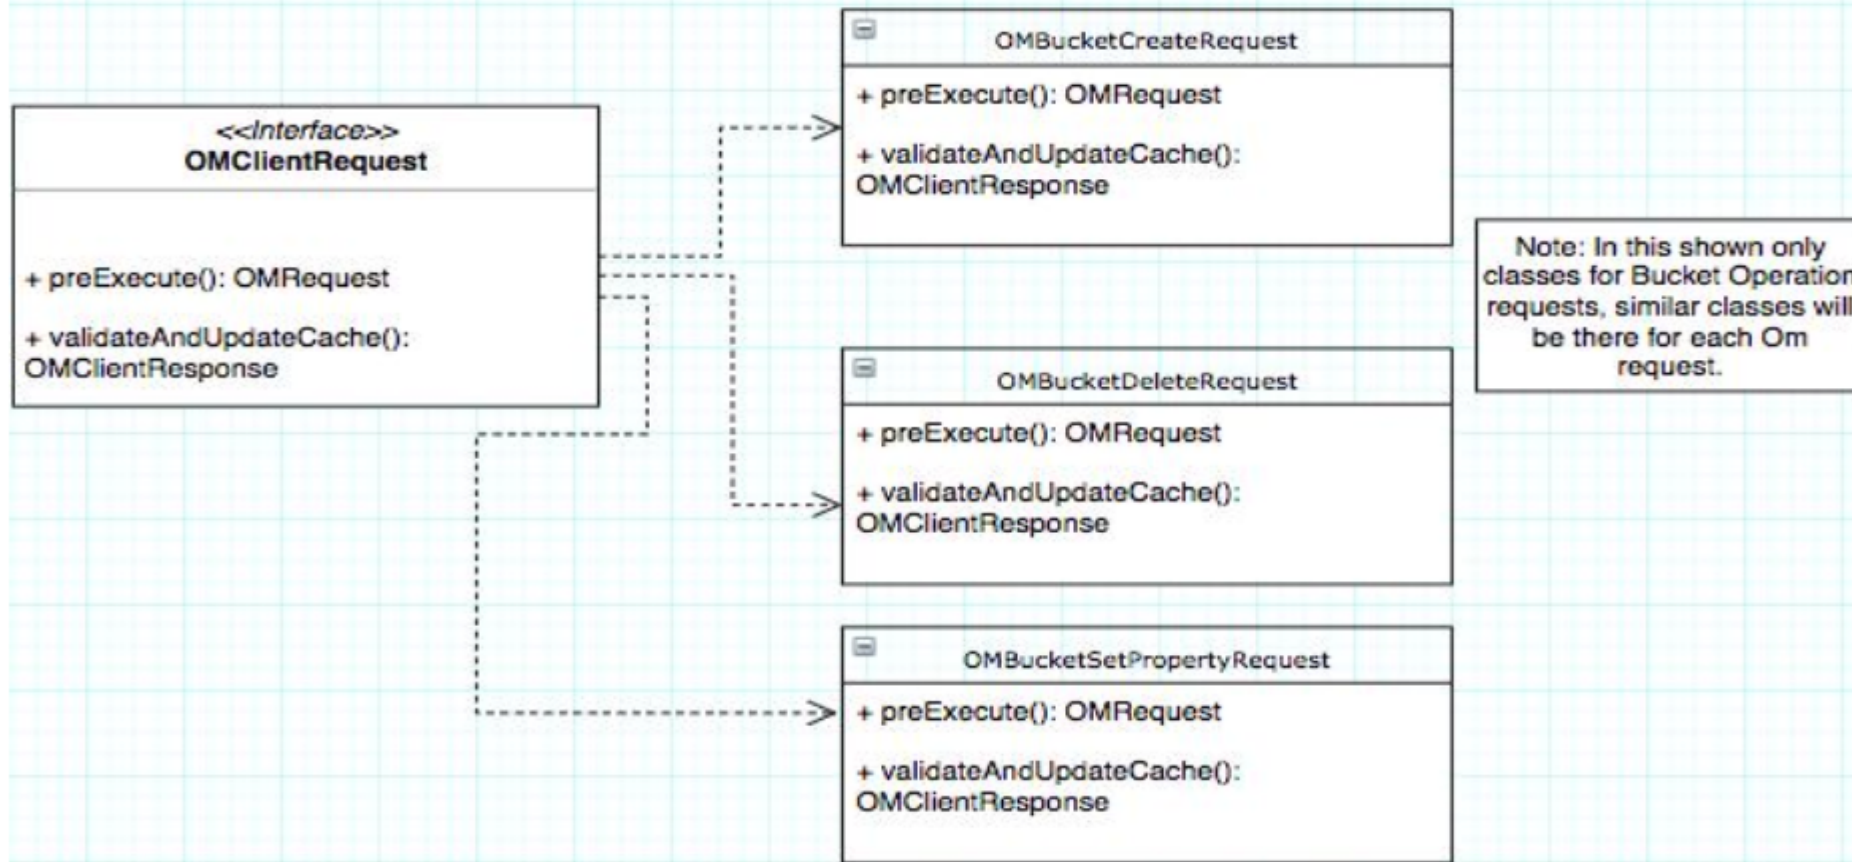 <<Interface>>
OMClientRequest
+ preExecute(): OMRequest
+ validateAndUpdateCache():
OMClientResponse
OMBucketCreateRequest
+ preExecute(): OMRequest
+ validateAndUpdateCache():
OMClientResponse
OMBucketDeleteRequest
+ preExecute(): OMRequest
+ validateAndUpdateCache():
OMClientResponse
OMBucketSetPropertyRequest
+ preExecute(): OMRequest
+ validateAndUpdateCache():
OMClientResponse
Note: In this shown only
classes for Bucket Operation
requests, similar classes will
be there for each Om
request.